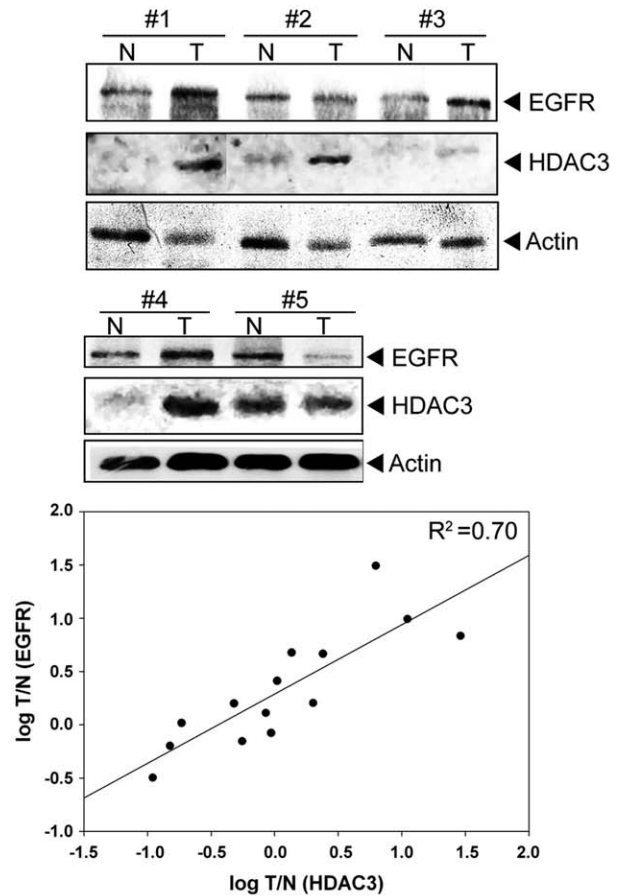 #1 #2 #3
N T N T N T
EGFR
HDAC3
Actin
#4 #5
N T N T
EGFR
HDAC3
Actin
R² =0.70
2.0
1.5
1.0
0.5
0.0
-0.5
-1.0
log T/N (EGFR)
-1.5 -1.0 -0.5 0.0 0.5 1.0 1.5 2.0
log T/N (HDAC3)